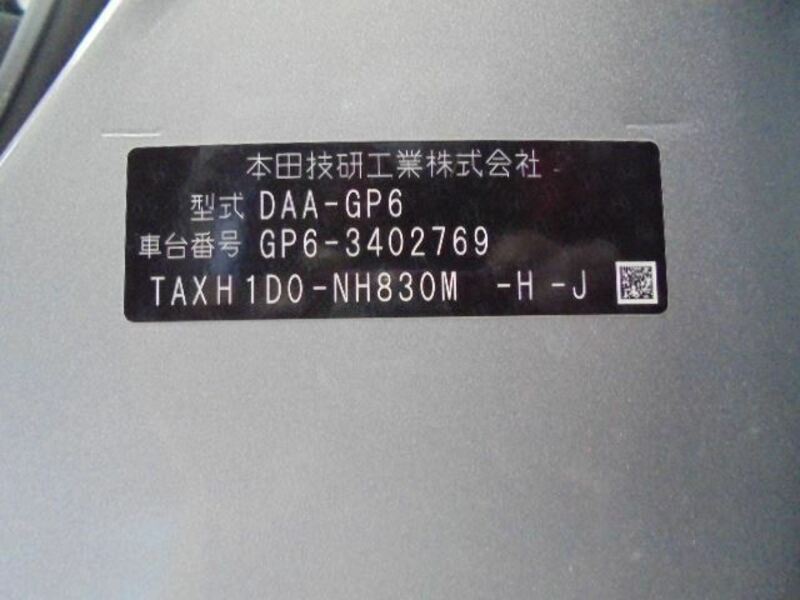 本田技研工業株式会社
型式 DAA-GP6
車台番号 GP6-3402769
TAXH1D0-NH830M -H-J